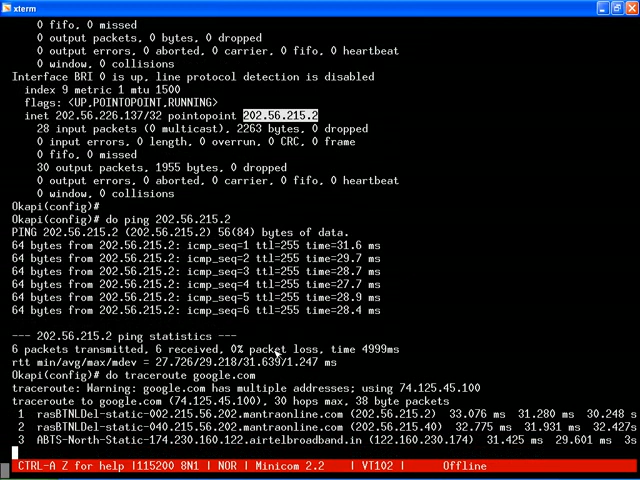 xterm
0 fifo, 0 missed
0 output packets, 0 bytes, 0 dropped
0 output errors, 0 aborted, 0 carrier, 0 fifo, 0 heartbeat
0 window, 0 collisions
Interface BRI 0 is up, line protocol detection is disabled
index 9 metric 1 mtu 1500
flags: <UP,POINTOPOINT,RUNNING>
inet 202.56.226.137/32 pointopoint 202.56.215.2
28 input packets (0 multicast), 2263 bytes, 0 dropped
0 input errors, 0 length, 0 overrun, 0 CRC, 0 frame
0 fifo, 0 missed
30 output packets, 1955 bytes, 0 dropped
0 output errors, 0 aborted, 0 carrier, 0 fifo, 0 heartbeat
0 window, 0 collisions
Okapi(config)#
Okapi(config)# do ping 202.56.215.2
PING 202.56.215.2 (202.56.215.2) 56(84) bytes of data.
64 bytes from 202.56.215.2: icmp_seq=1 ttl=255 time=31.6 ms
64 bytes from 202.56.215.2: icmp_seq=2 ttl=255 time=29.7 ms
64 bytes from 202.56.215.2: icmp_seq=3 ttl=255 time=28.7 ms
64 bytes from 202.56.215.2: icmp_seq=4 ttl=255 time=27.7 ms
64 bytes from 202.56.215.2: icmp_seq=5 ttl=255 time=28.9 ms
64 bytes from 202.56.215.2: icmp_seq=6 ttl=255 time=28.4 ms
--- 202.56.215.2 ping statistics ---
6 packets transmitted, 6 received, 0% packet loss, time 4999ms
rtt min/avg/max/mdev = 27.726/29.218/31.639/1.247 ms
Okapi(config)# do traceroute google.com
traceroute: Warning: google.com has multiple addresses; using 74.125.45.100
traceroute to google.com (74.125.45.100), 30 hops max, 38 byte packets
1 rasBTNLDel-static-002.215.56.202.mantraonline.com (202.56.215.2) 33.076 ms 31.280 ms 30.248 s
2 rasBTNLDel-static-040.215.56.202.mantraonline.com (202.56.215.40) 32.775 ms 31.931 ms 32.427s
3 ABTS-North-Static-174.230.160.122.airtelbroadband.in (122.160.230.174) 31.425 ms 29.601 ms 3s
CTRL-A Z for help |115200 8N1 | NOR | Minicom 2.2 | VT102 | Offline